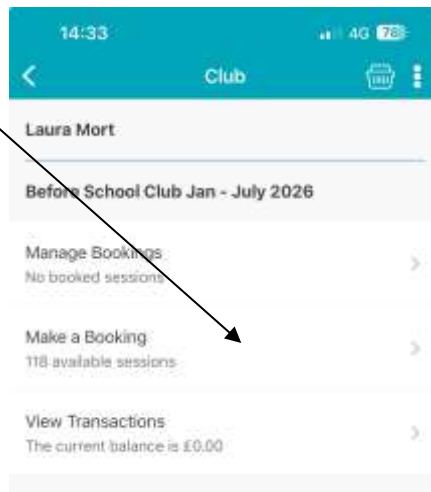 14:33
4G 78
Club
Laura Mort
Before School Club Jan - July 2026
Manage Bookings
No booked sessions
Make a Booking
118 available sessions
View Transactions
The current balance is £0.00